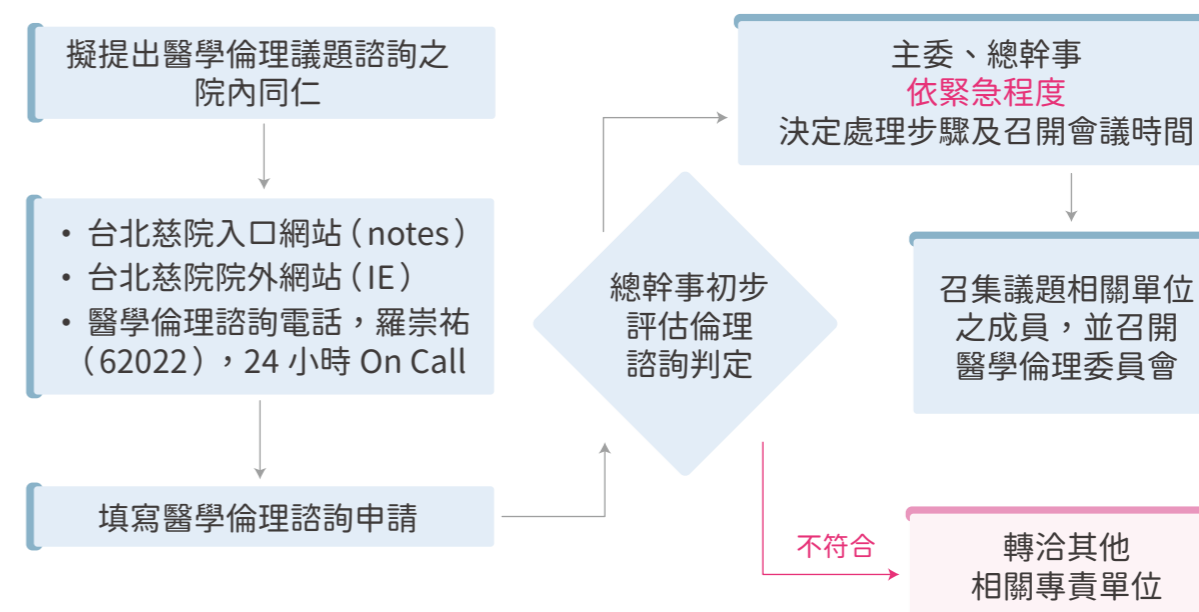 擬提出醫學倫理議題諮詢之
院內同仁
・台北慈院入口網站（notes）
・台北慈院院外網站（IE）
・醫學倫理諮詢電話，羅崇祐
（62022），24 小時 On Call
填寫醫學倫理諮詢申請
總幹事初步
評估倫理
諮詢判定
主委、總幹事
依緊急程度
決定處理步驟及召開會議時間
召集議題相關單位
之成員，並召開
醫學倫理委員會
不符合
轉洽其他
相關專責單位